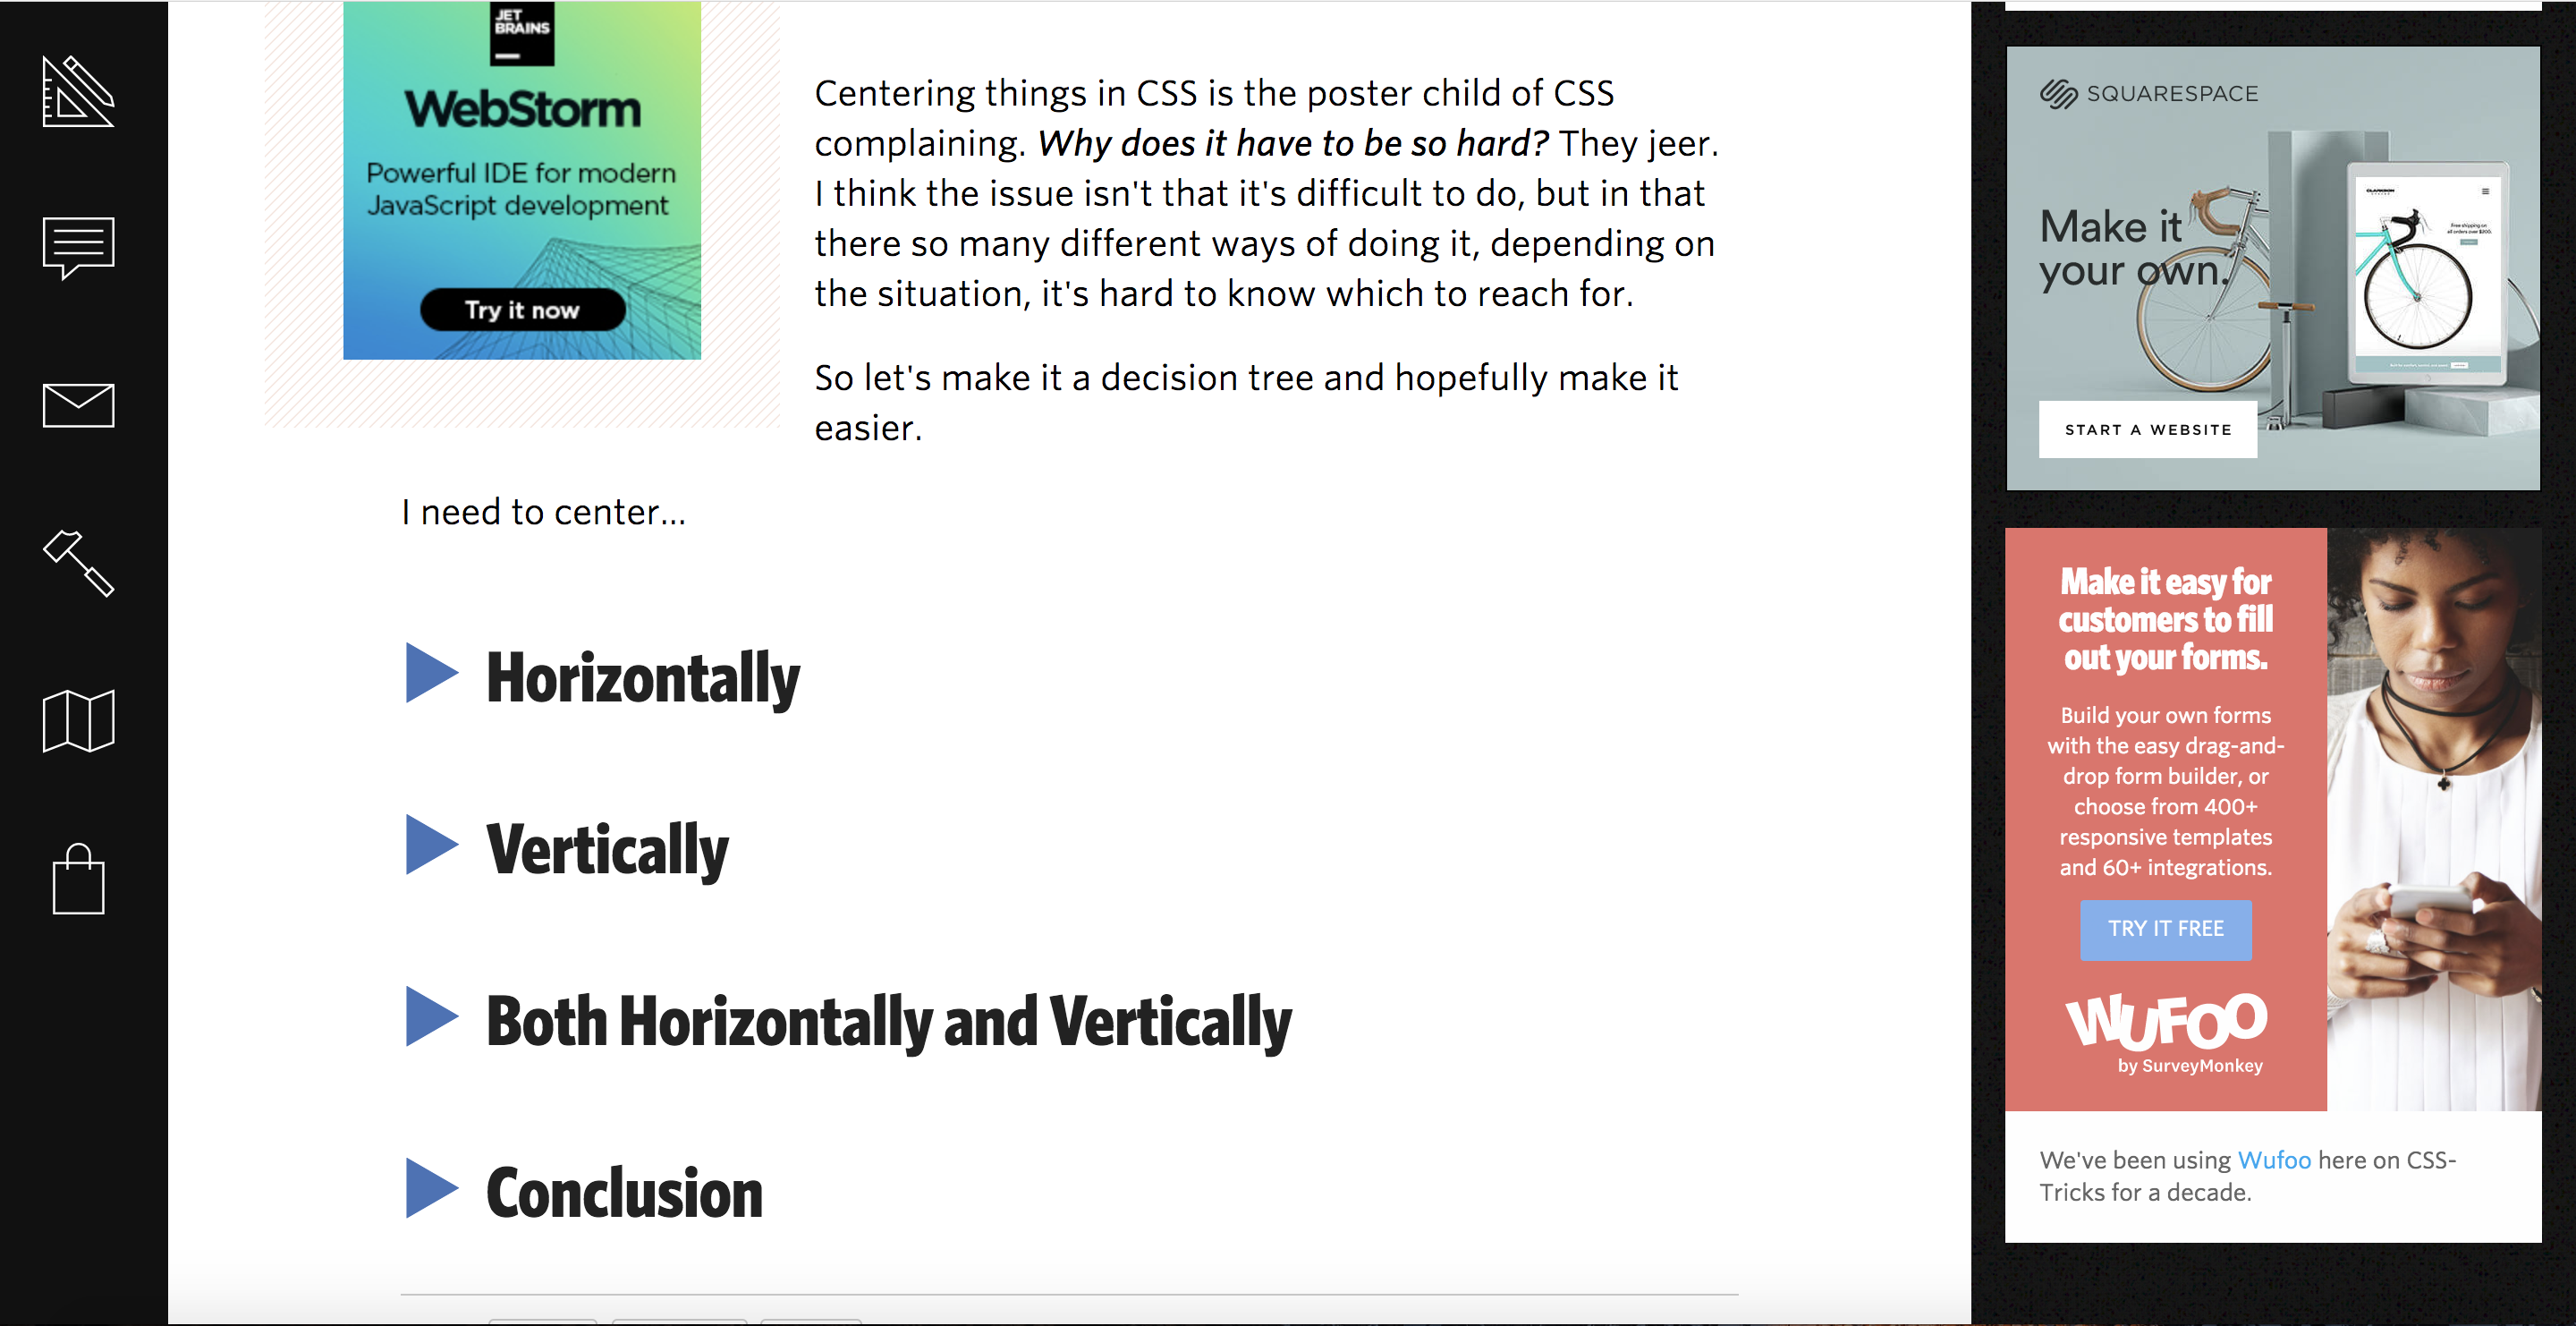 JET
BRAINS
WebStorm
Powerful IDE for modern
JavaScript development
Try it now
Centering things in CSS is the poster child of CSS
complaining. Why does it have to be so hard? They jeer.
I think the issue isn't that it's difficult to do, but in that
there so many different ways of doing it, depending on
the situation, it's hard to know which to reach for.
So let's make it a decision tree and hopefully make it
easier.
I need to center...
Horizontally
Vertically
Both Horizontally and Vertically
Conclusion
SQUARESPACE
Make it
your own.
Free shipping on
all orders over $200.
START A WEBSITE
Make it easy for
customers to fill
out your forms.
Build your own forms
with the easy drag-and-
drop form builder, or
choose from 400+
responsive templates
and 60+ integrations.
TRY IT FREE
WUFOO
by SurveyMonkey
We've been using Wufoo here on CSS-
Tricks for a decade.